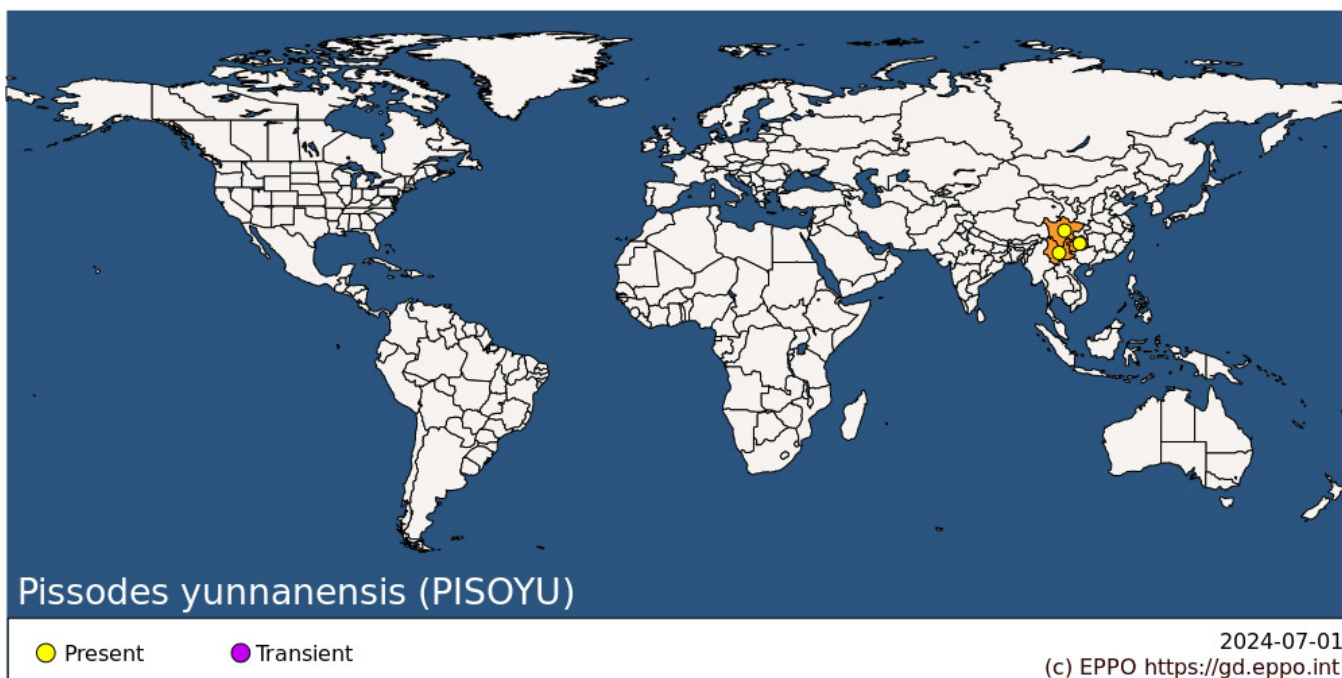 Pissodes yunnanensis (PISOYU)
Present
Transient
2024-07-01
(c) EPPO https://gd.eppo.int